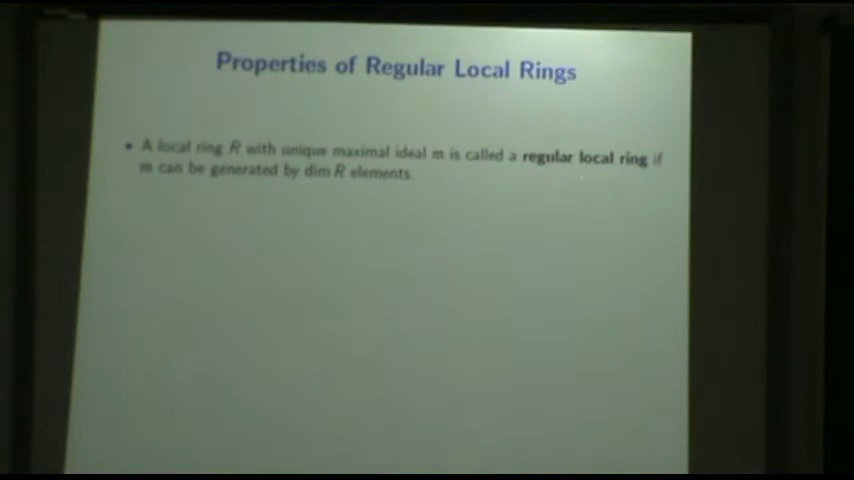 Properties of Regular Local Rings
• A local ring R with unique maximal ideal m is called a regular local ring if
m can be generated by dim R elements.